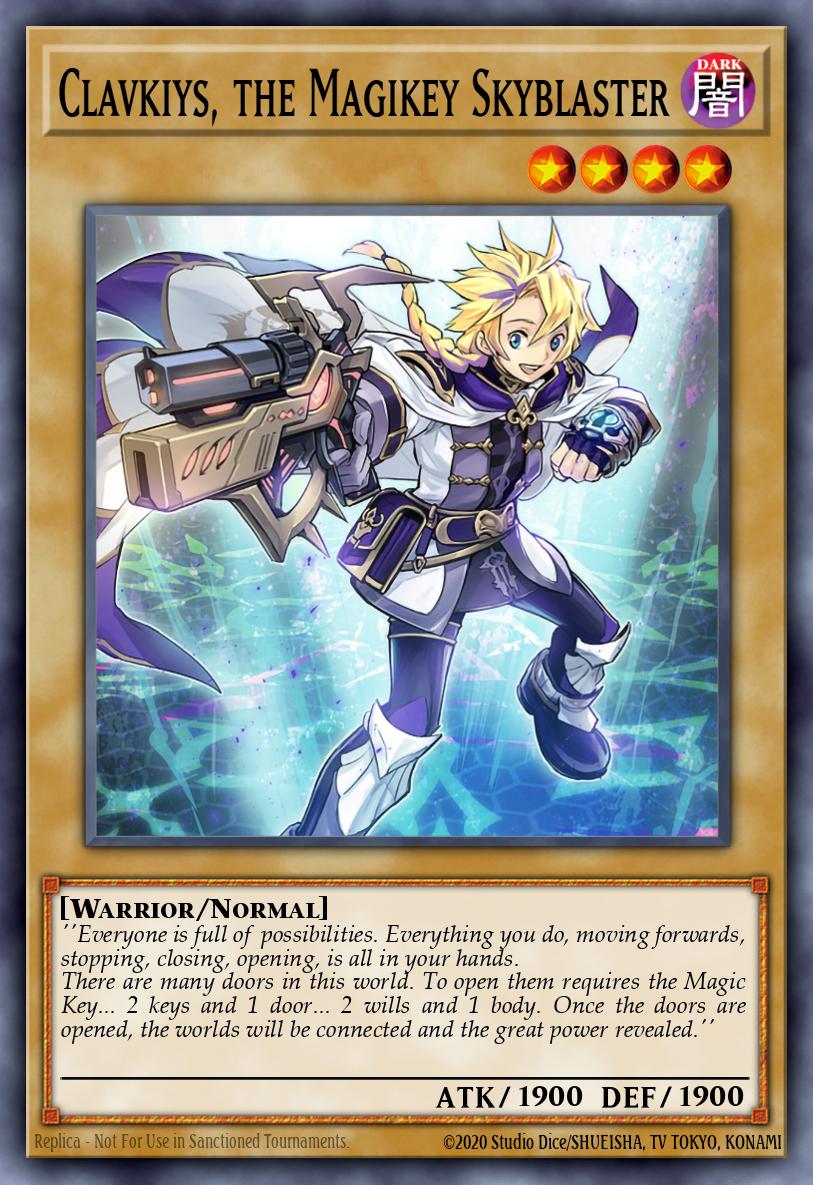 Clavkiys, the Magikey Skyblaster
DARK
闇
[Warrior/Normal]
''Everyone is full of possibilities. Everything you do, moving forwards,
stopping, closing, opening, is all in your hands.
There are many doors in this world. To open them requires the Magic
Key... 2 keys and 1 door... 2 wills and 1 body. Once the doors are
opened, the worlds will be connected and the great power revealed.''
ATK/1900 DEF/1900
Replica - Not For Use in Sanctioned Tournaments.
©2020 Studio Dice/SHUEISHA, TV TOKYO, KONAMI